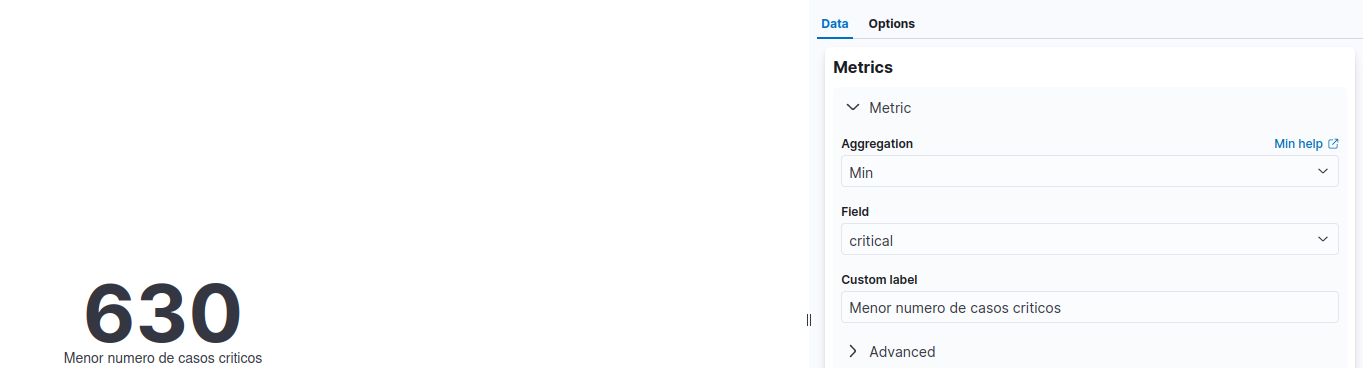 630
Menor numero de casos criticos
Data Options
Metrics
Metric
Aggregation Min help
Min
Field
critical
Custom label
Menor numero de casos criticos
Advanced